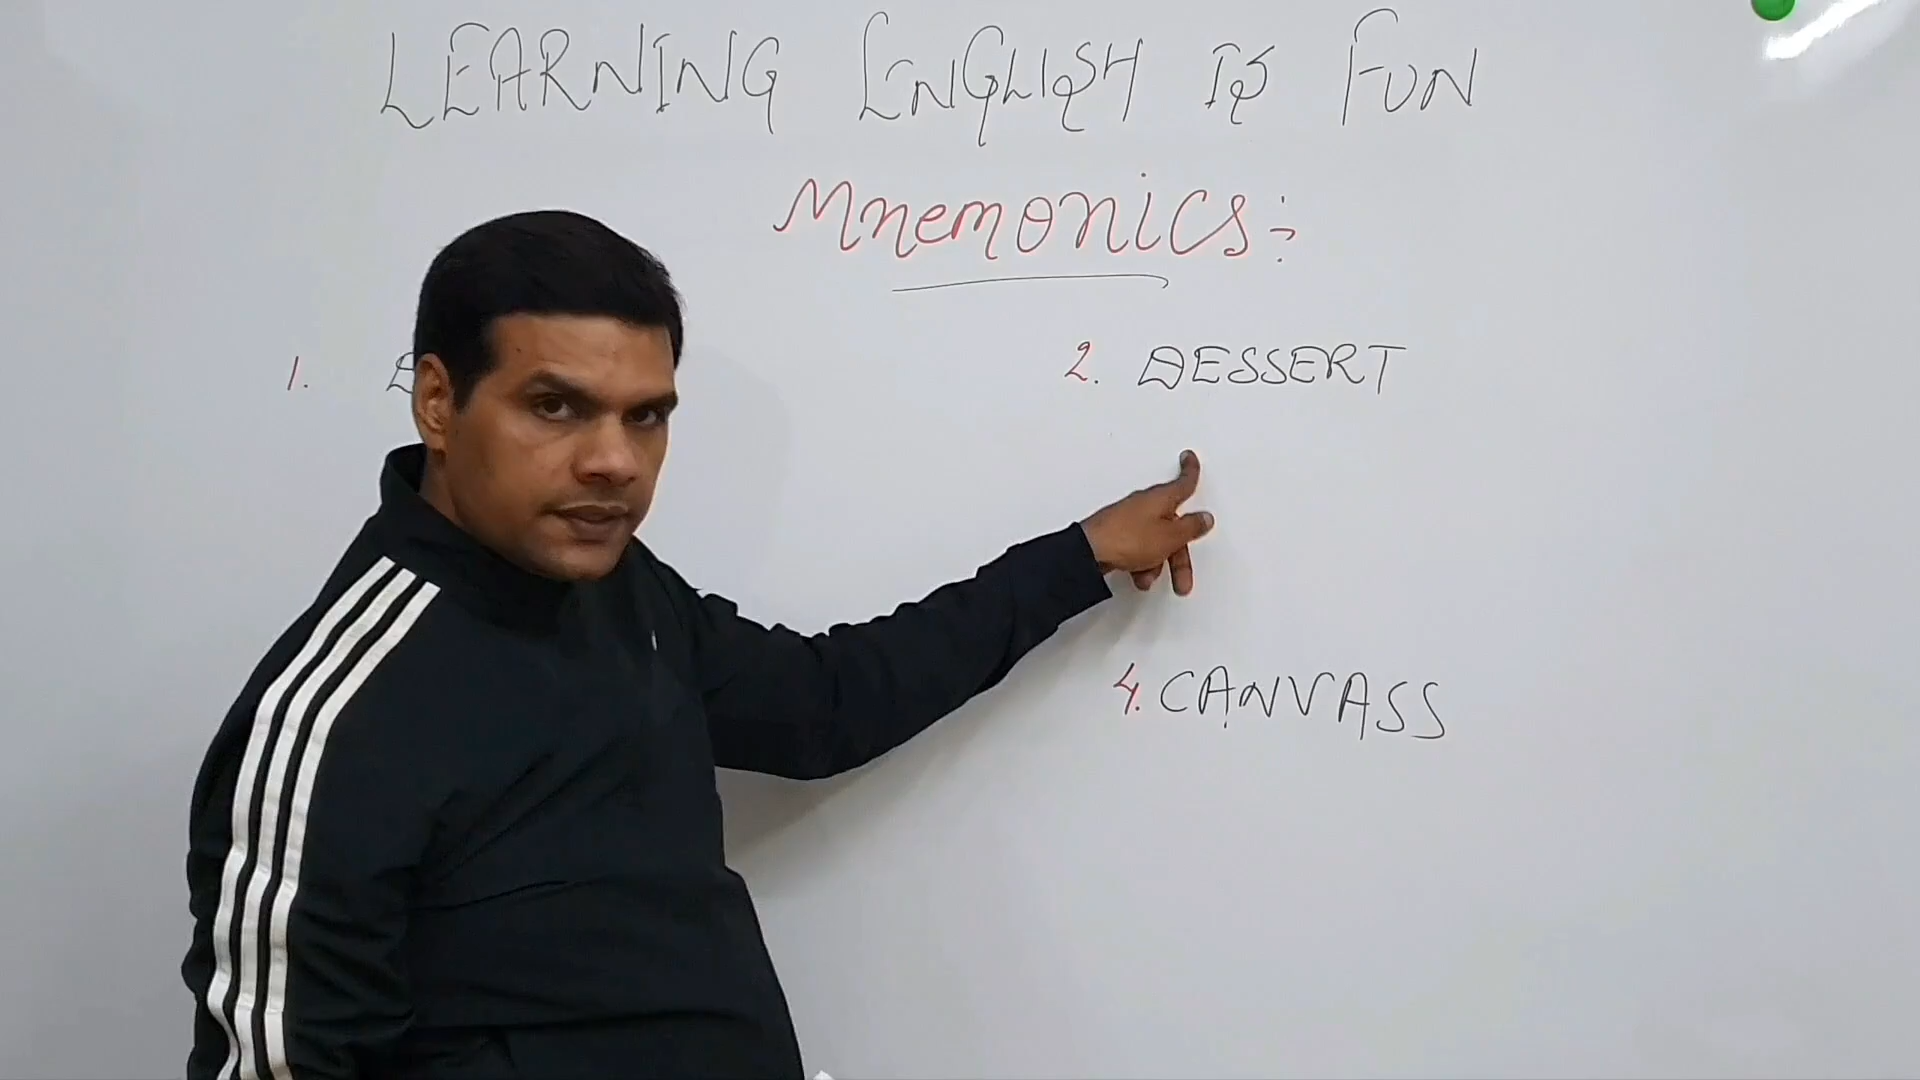 LEARNING ENGLISH IS FUN
Mnemonics:
1.
2. DESSERT
4. CANVASS